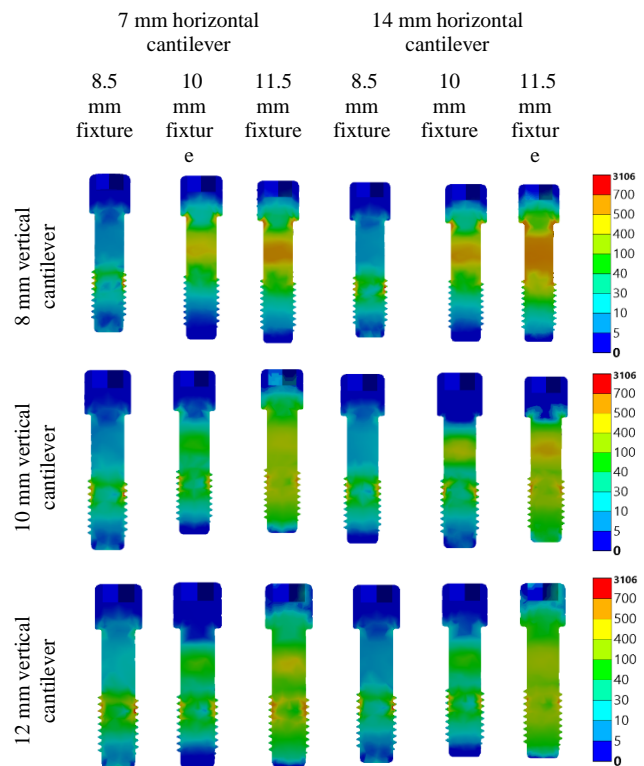 7 mm horizontal
cantilever
14 mm horizontal
cantilever
8.5
mm
fixture
10
mm
fixtur
e
11.5
mm
fixture
8.5
mm
fixture
10
mm
fixture
11.5
mm
fixtur
e
8 mm vertical
cantilever
3106
700
500
400
100
40
30
10
5
0
10 mm vertical
cantilever
3106
700
500
400
100
40
30
10
5
0
12 mm vertical
cantilever
3106
700
500
400
100
40
30
10
5
0